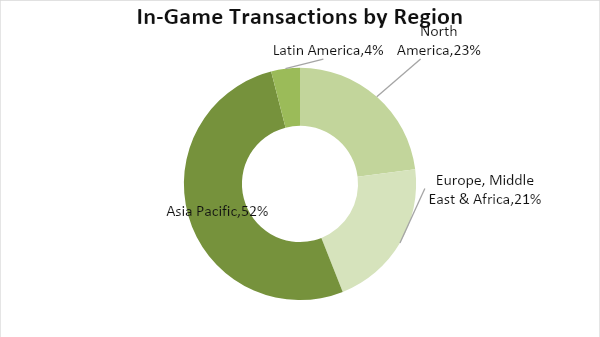 In-Game Transactions by Region
Latin America,4%
North
America,23%
Europe, Middle
East & Africa,21%
Asia Pacific,52%